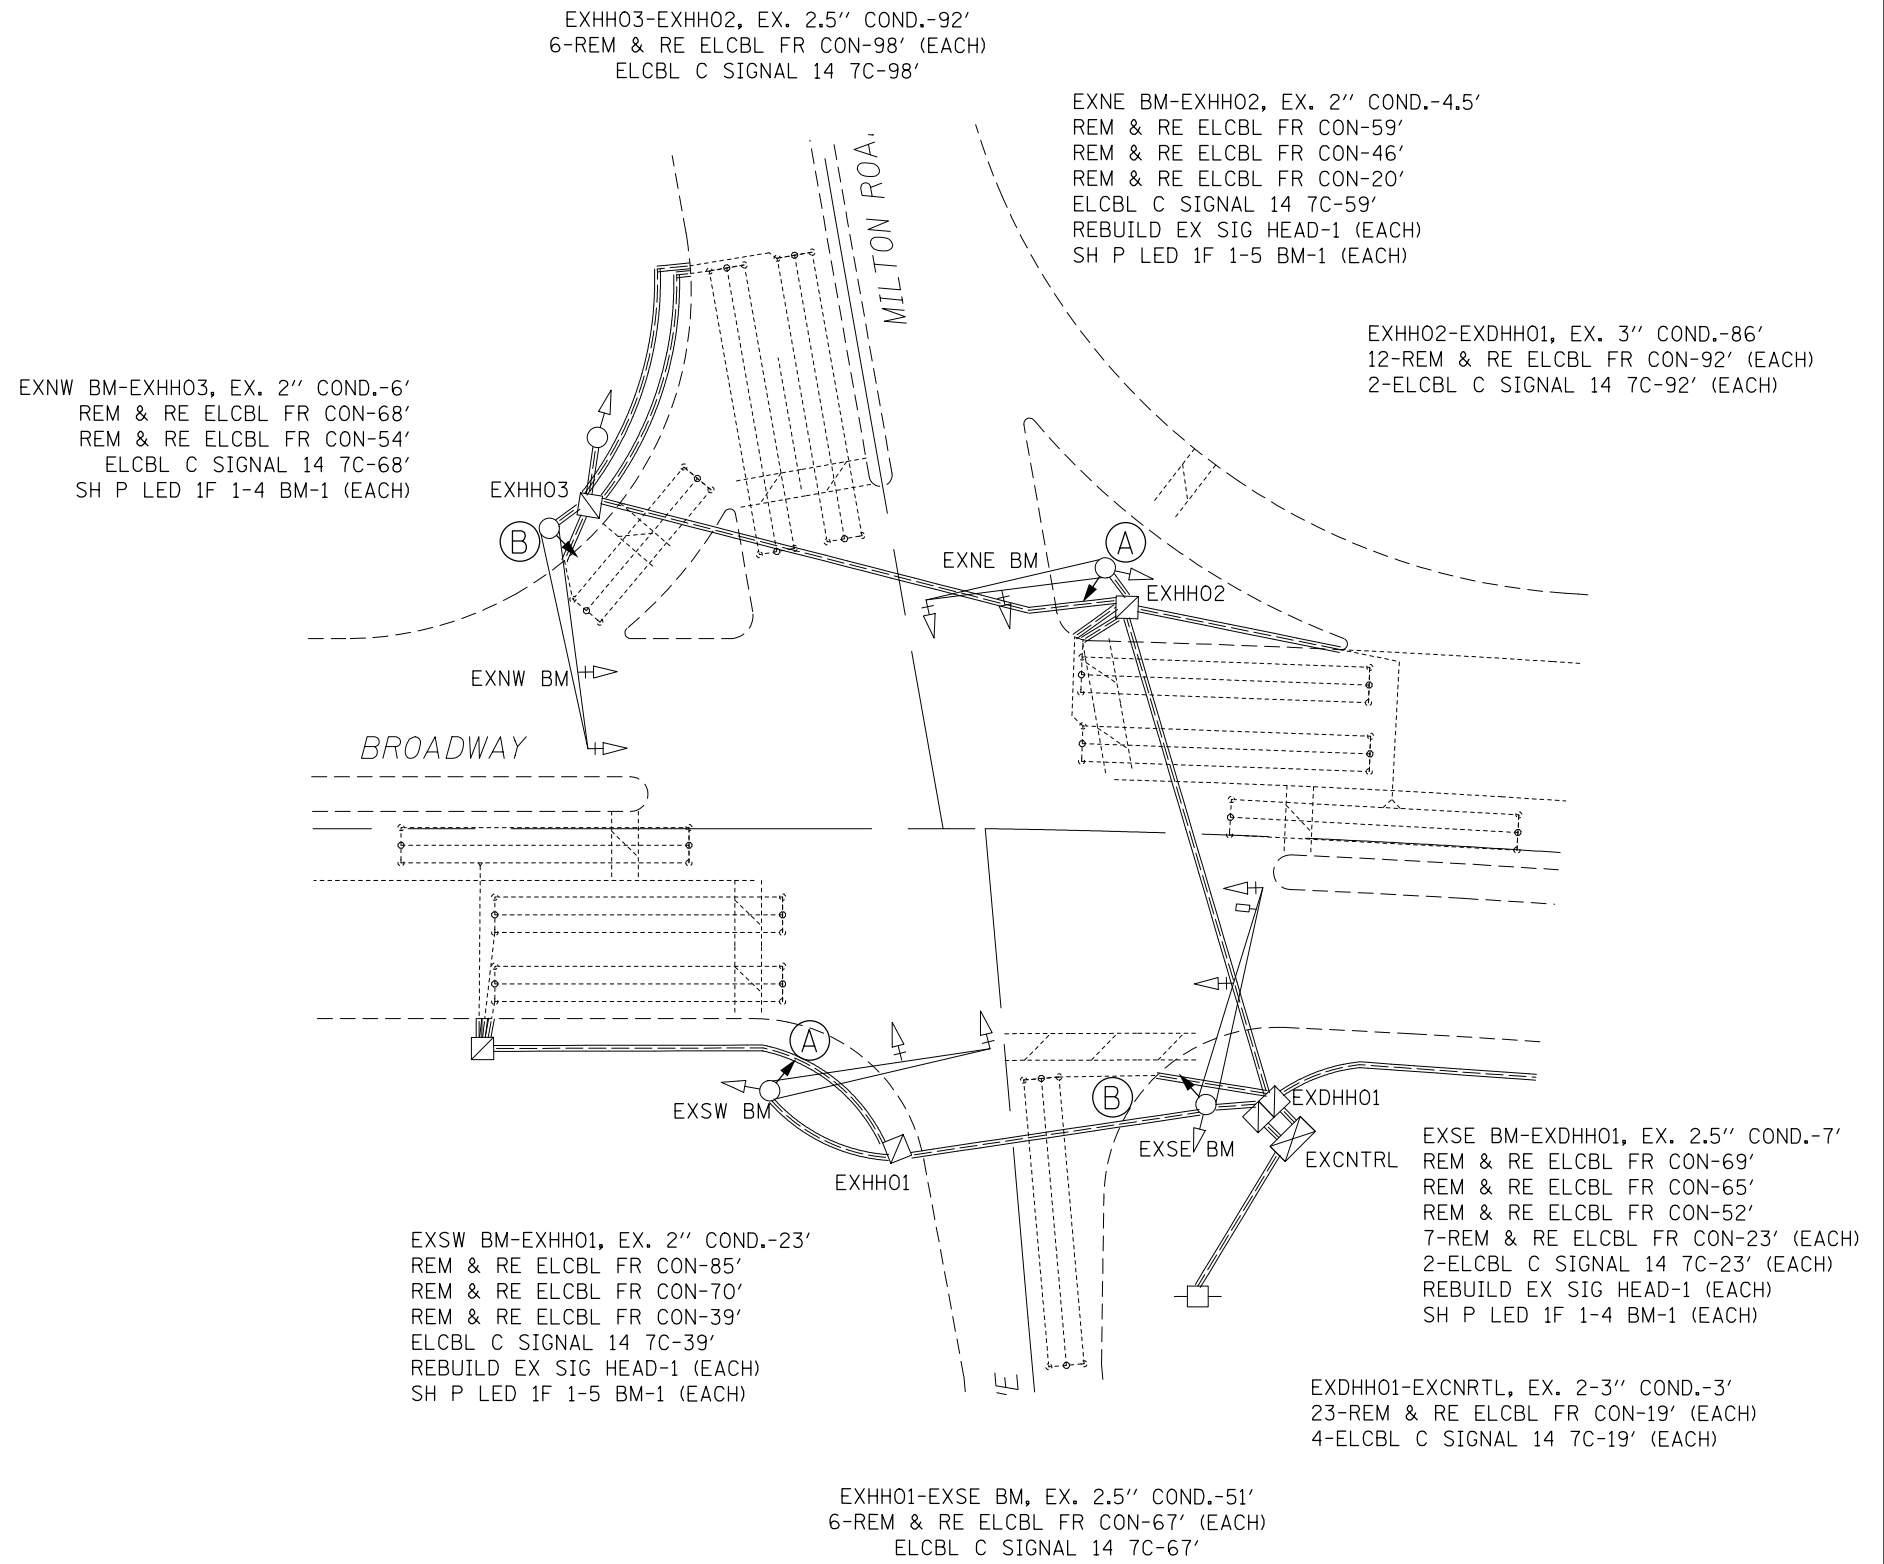 EXHH03-EXHH02, EX. 2.5'' COND.-92'
6-REM & RE ELCBL FR CON-98' (EACH)
ELCBL C SIGNAL 14 7C-98'
EXNE BM-EXHH02, EX. 2'' COND.-4.5'
REM & RE ELCBL FR CON-59'
REM & RE ELCBL FR CON-46'
REM & RE ELCBL FR CON-20'
ELCBL C SIGNAL 14 7C-59'
REBUILD EX SIG HEAD-1 (EACH)
SH P LED 1F 1-5 BM-1 (EACH)
MILTON ROA
EXHH02-EXDHH01, EX. 3'' COND.-86'
12-REM & RE ELCBL FR CON-92' (EACH)
2-ELCBL C SIGNAL 14 7C-92' (EACH)
EXNW BM-EXHH03, EX. 2'' COND.-6'
REM & RE ELCBL FR CON-68'
REM & RE ELCBL FR CON-54'
ELCBL C SIGNAL 14 7C-68'
SH P LED 1F 1-4 BM-1 (EACH)
EXHH03
B
A
EXNE BM
EXHH02
EXNW BM
BROADWAY
A
EXSW BM
EXHH01
B
EXSE BM
EXDHH01
EXCNTRL
EXSE BM-EXDHH01, EX. 2.5'' COND.-7'
REM & RE ELCBL FR CON-69'
REM & RE ELCBL FR CON-65'
REM & RE ELCBL FR CON-52'
7-REM & RE ELCBL FR CON-23' (EACH)
2-ELCBL C SIGNAL 14 7C-23' (EACH)
REBUILD EX SIG HEAD-1 (EACH)
SH P LED 1F 1-4 BM-1 (EACH)
EXSW BM-EXHH01, EX. 2'' COND.-23'
REM & RE ELCBL FR CON-85'
REM & RE ELCBL FR CON-70'
REM & RE ELCBL FR CON-39'
ELCBL C SIGNAL 14 7C-39'
REBUILD EX SIG HEAD-1 (EACH)
SH P LED 1F 1-5 BM-1 (EACH)
EXDHH01-EXCNRTL, EX. 2-3'' COND.-3'
23-REM & RE ELCBL FR CON-19' (EACH)
4-ELCBL C SIGNAL 14 7C-19' (EACH)
EXHH01-EXSE BM, EX. 2.5'' COND.-51'
6-REM & RE ELCBL FR CON-67' (EACH)
ELCBL C SIGNAL 14 7C-67'